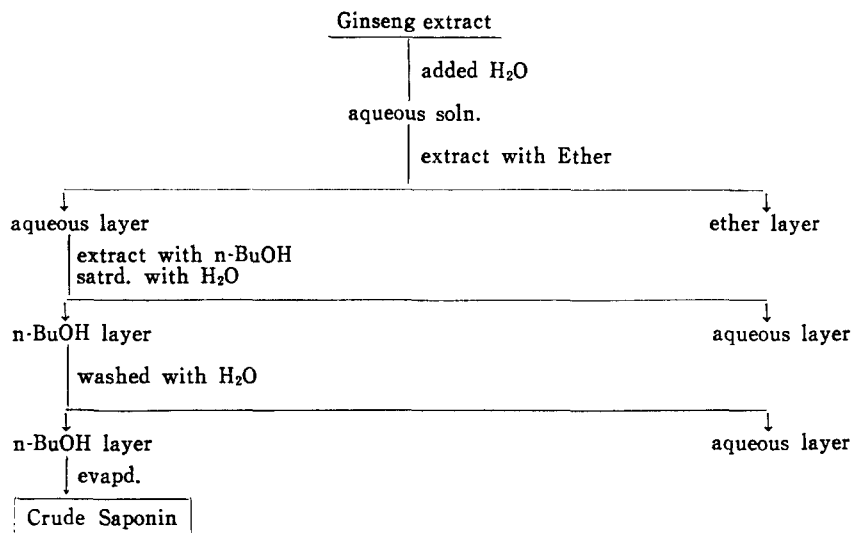 Ginseng extract
added H₂O
aqueous soln.
extract with Ether
aqueous layer ether layer
extract with n-BuOH
satrd. with H₂O
n-BuOH layer aqueous layer
washed with H₂O
n-BuOH layer aqueous layer
evapd.
Crude Saponin